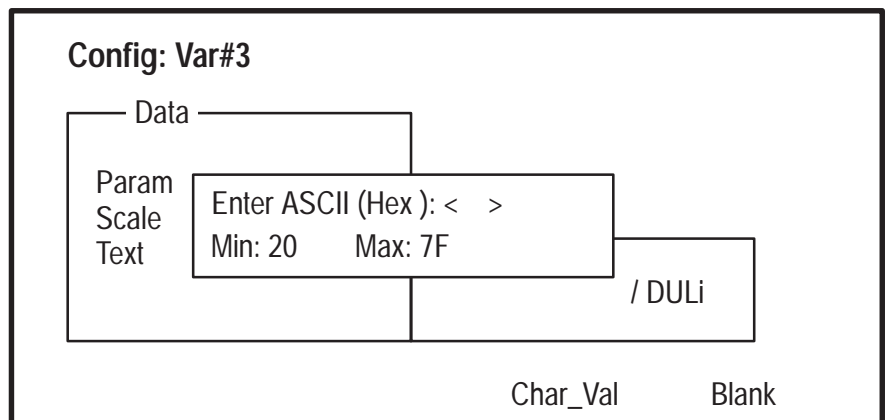 Config: Var#3
Data
Param
Scale
Text
Enter ASCII (Hex ): <   >
Min: 20   Max: 7F
/ DULi
Char_Val   Blank